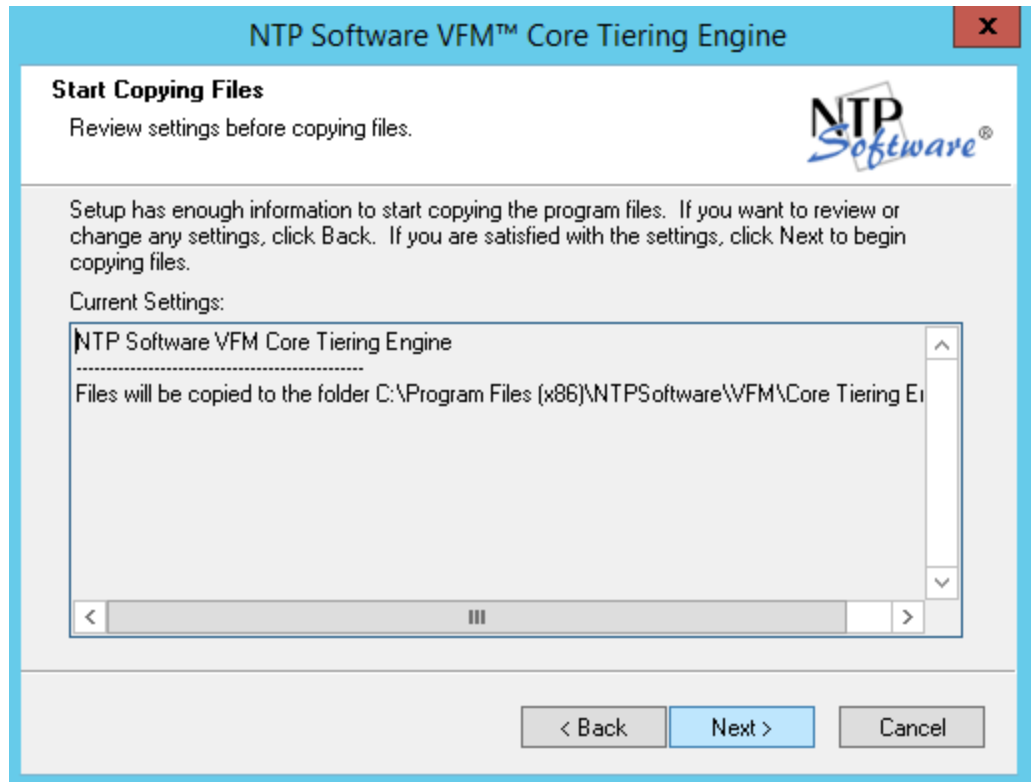 NTP Software VFM™ Core Tiering Engine
x
Start Copying Files
Review settings before copying files.
NTP
Software®
Setup has enough information to start copying the program files. If you want to review or
change any settings, click Back. If you are satisfied with the settings, click Next to begin
copying files.
Current Settings:
NTP Software VFM Core Tiering Engine
------------------------------------------------
Files will be copied to the folder C:\Program Files (x86)\NTPSoftware\VFM\Core Tiering
< Back
Next >
Cancel